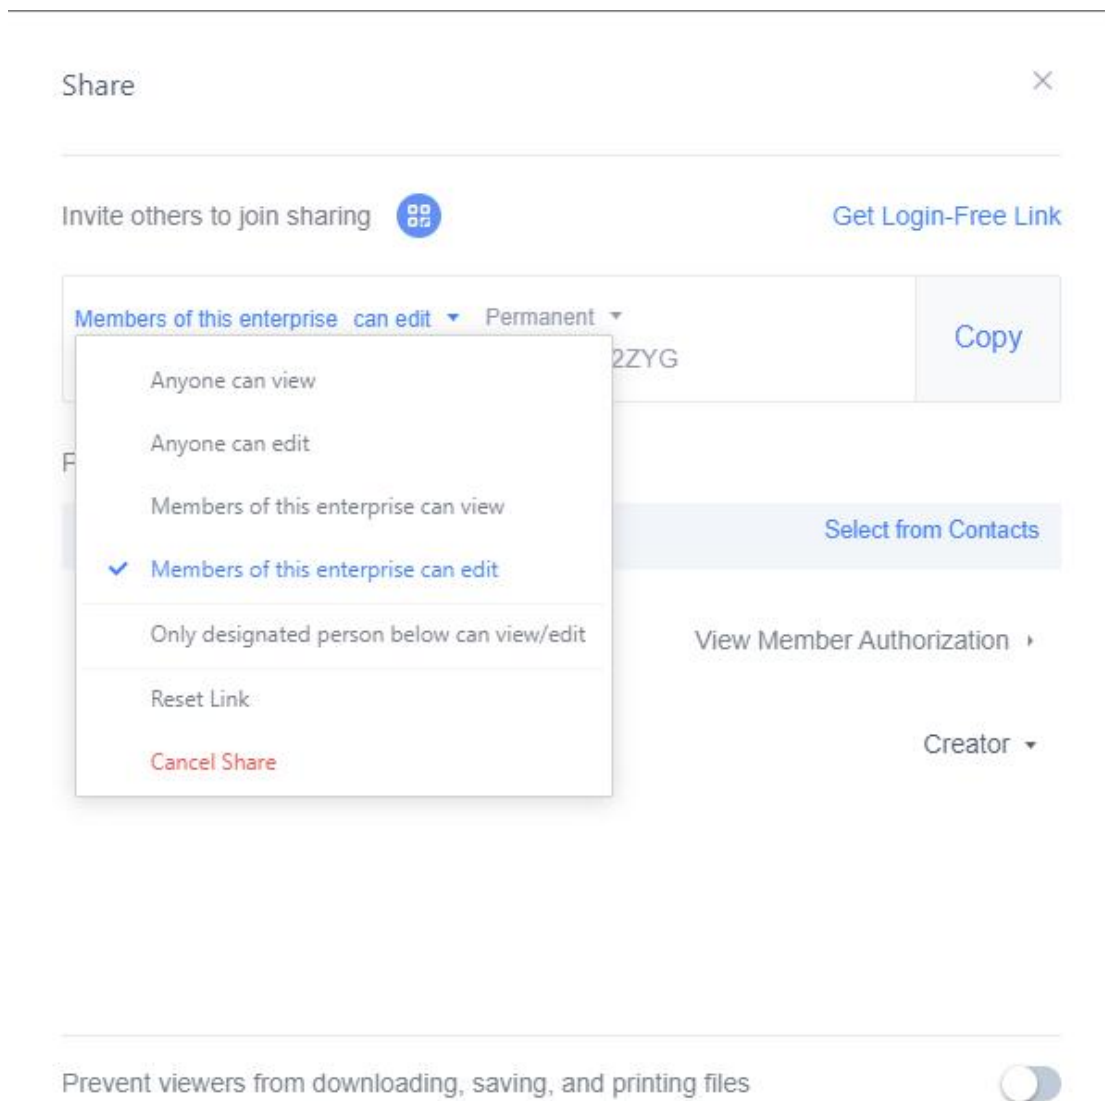 Share
Invite others to join sharing Get Login-Free Link
Members of this enterprise can edit Permanent
2ZYG
Copy
Anyone can view
Anyone can edit
Members of this enterprise can view
Select from Contacts
Members of this enterprise can edit
Only designated person below can view/edit
View Member Authorization
Reset Link
Creator
Cancel Share
Prevent viewers from downloading, saving, and printing files